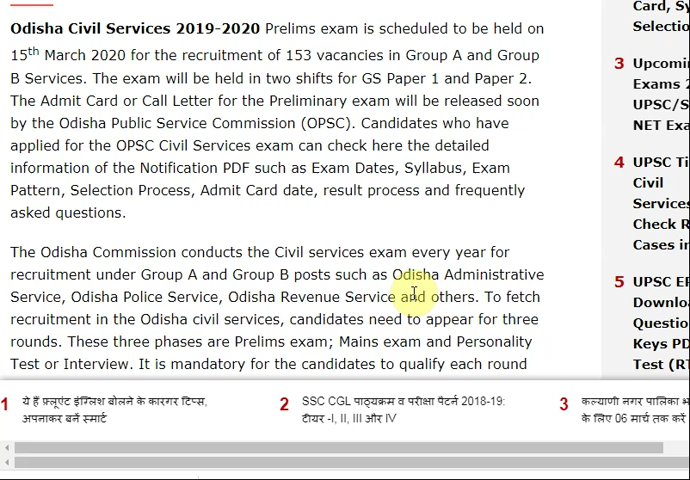 Odisha Civil Services 2019-2020 Prelims exam is scheduled to be held on
15th March 2020 for the recruitment of 153 vacancies in Group A and Group
B Services. The exam will be held in two shifts for GS Paper 1 and Paper 2.
The Admit Card or Call Letter for the Preliminary exam will be released soon
by the Odisha Public Service Commission (OPSC). Candidates who have
applied for the OPSC Civil Services exam can check here the detailed
information of the Notification PDF such as Exam Dates, Syllabus, Exam
Pattern, Selection Process, Admit Card date, result process and frequently
asked questions.
The Odisha Commission conducts the Civil services exam every year for
recruitment under Group A and Group B posts such as Odisha Administrative
Service, Odisha Police Service, Odisha Revenue Service and others. To fetch
recruitment in the Odisha civil services, candidates need to appear for three
rounds. These three phases are Prelims exam; Mains exam and Personality
Test or Interview. It is mandatory for the candidates to qualify each round
Card, Sy
Selectio
3 Upcomi
Exams 2
UPSC/S
NET Exa
4 UPSC Ti
Civil
Services
Check R
Cases in
5 UPSC EP
Downlo
Questio
Keys PD
Test (RT
1 ये हैं फ़्लूएंट इंग्लिश बोलने के कारगर टिप्स,
अपनाकर बनें स्मार्ट
2 SSC CGL पाठ्यक्रम व परीक्षा पैटर्न 2018-19:
टीयर -I, II, III और IV
3 कल्याणी नगर पालिका भ
के लिए 06 मार्च तक करें